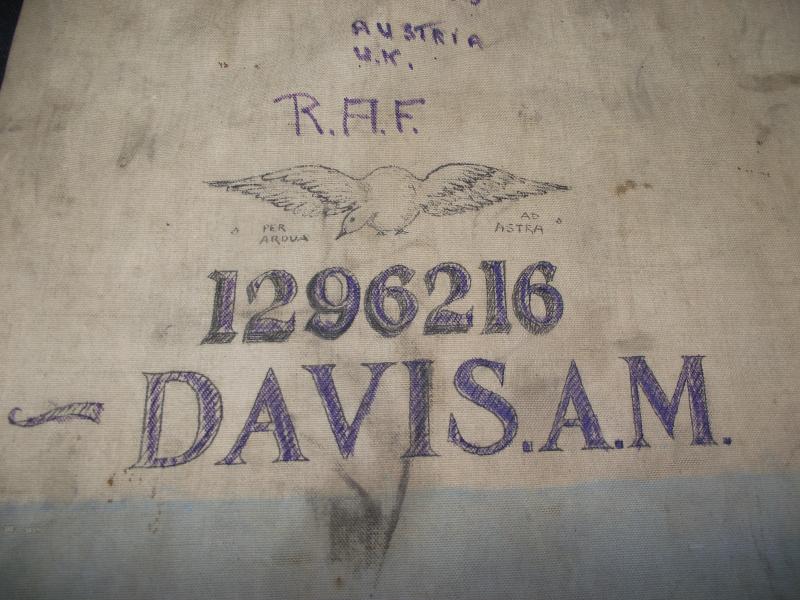 AUSTRIA
U.K.
R.A.F.
PER AD
ARDUA ASTRA
1296216
DAVIS.A.M.